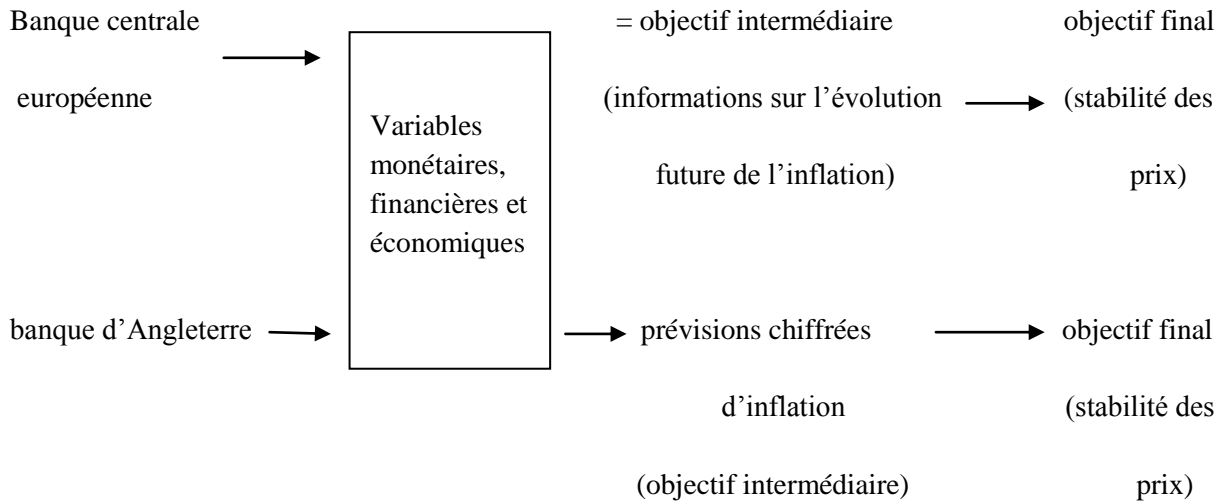 Banque centrale
européenne
Variables
monétaires,
financières et
économiques
= objectif intermédiaire
(informations sur l’évolution
future de l’inflation)
objectif final
(stabilité des
prix)
banque d’Angleterre
prévisions chiffrées
d’inflation
(objectif intermédiaire)
objectif final
(stabilité des
prix)